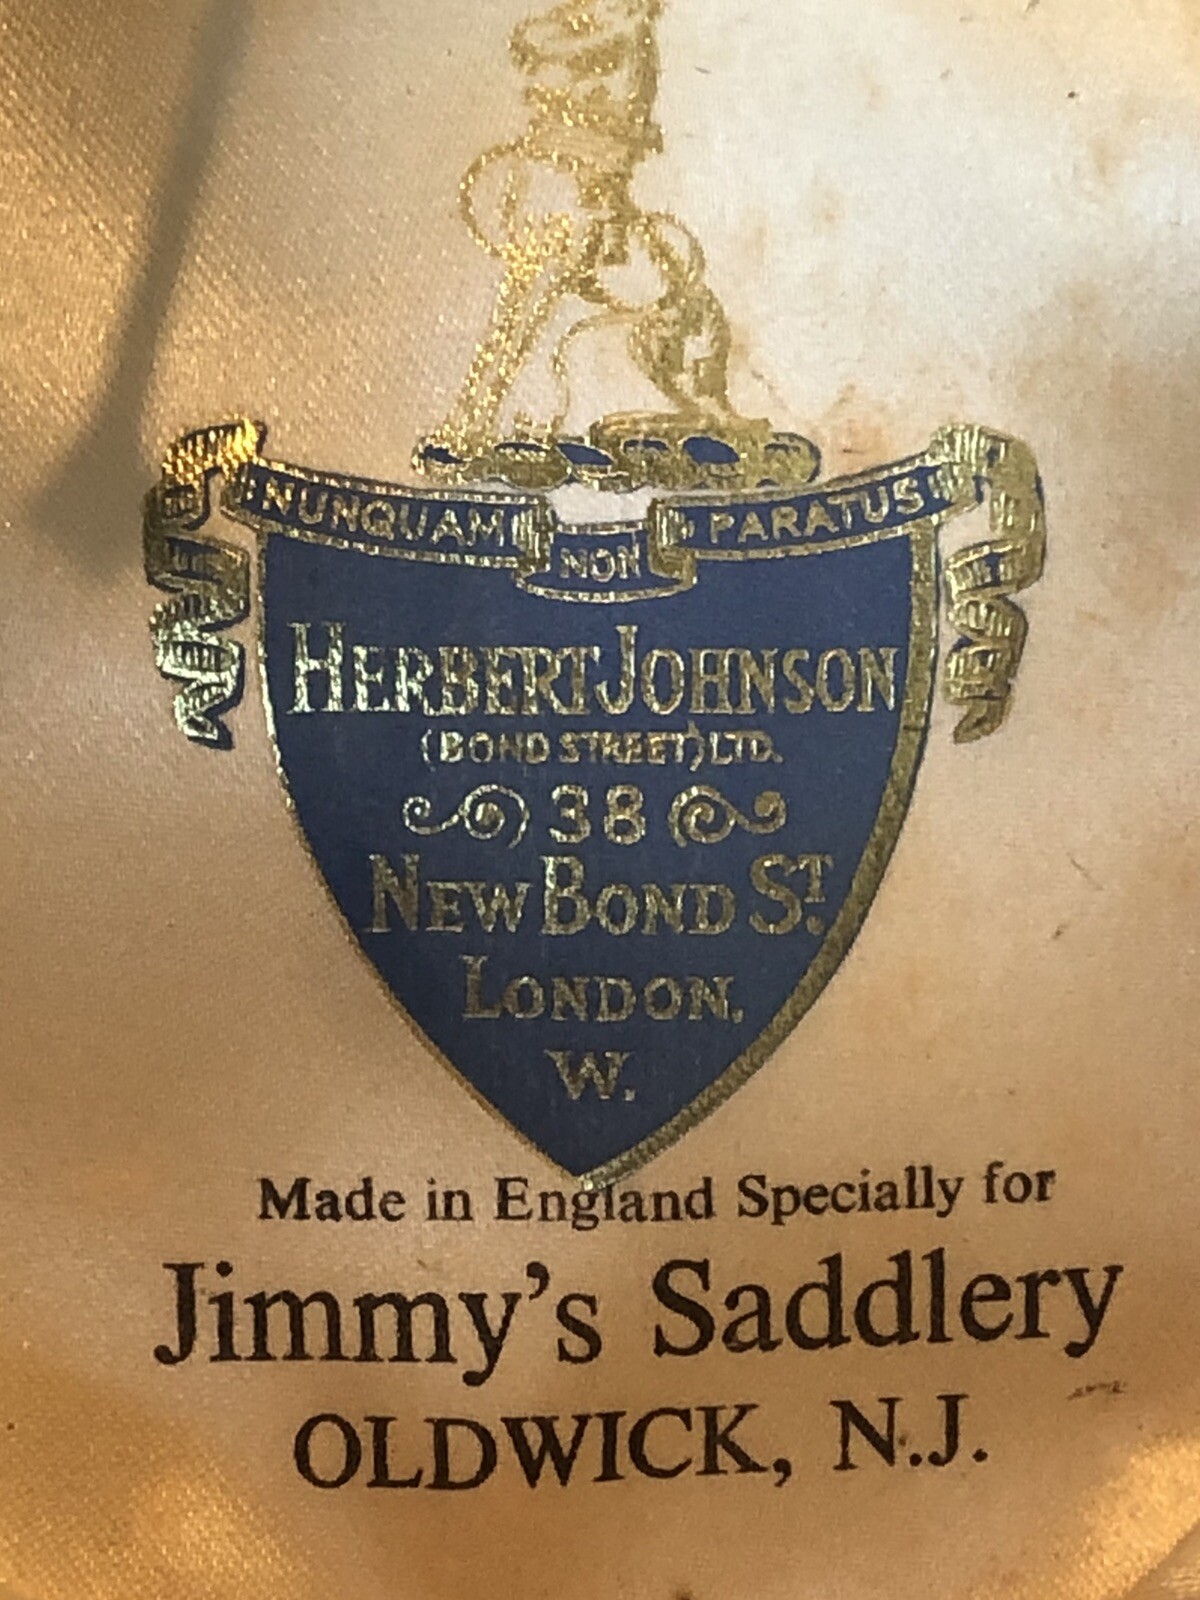 NUNQUAM NON PARATUS
HERBERT JOHNSON
(BOND STREET) LTD.
38
NEW BOND ST.
LONDON.
W.
Made in England Specially for
Jimmy's Saddlery
OLDWICK, N.J.